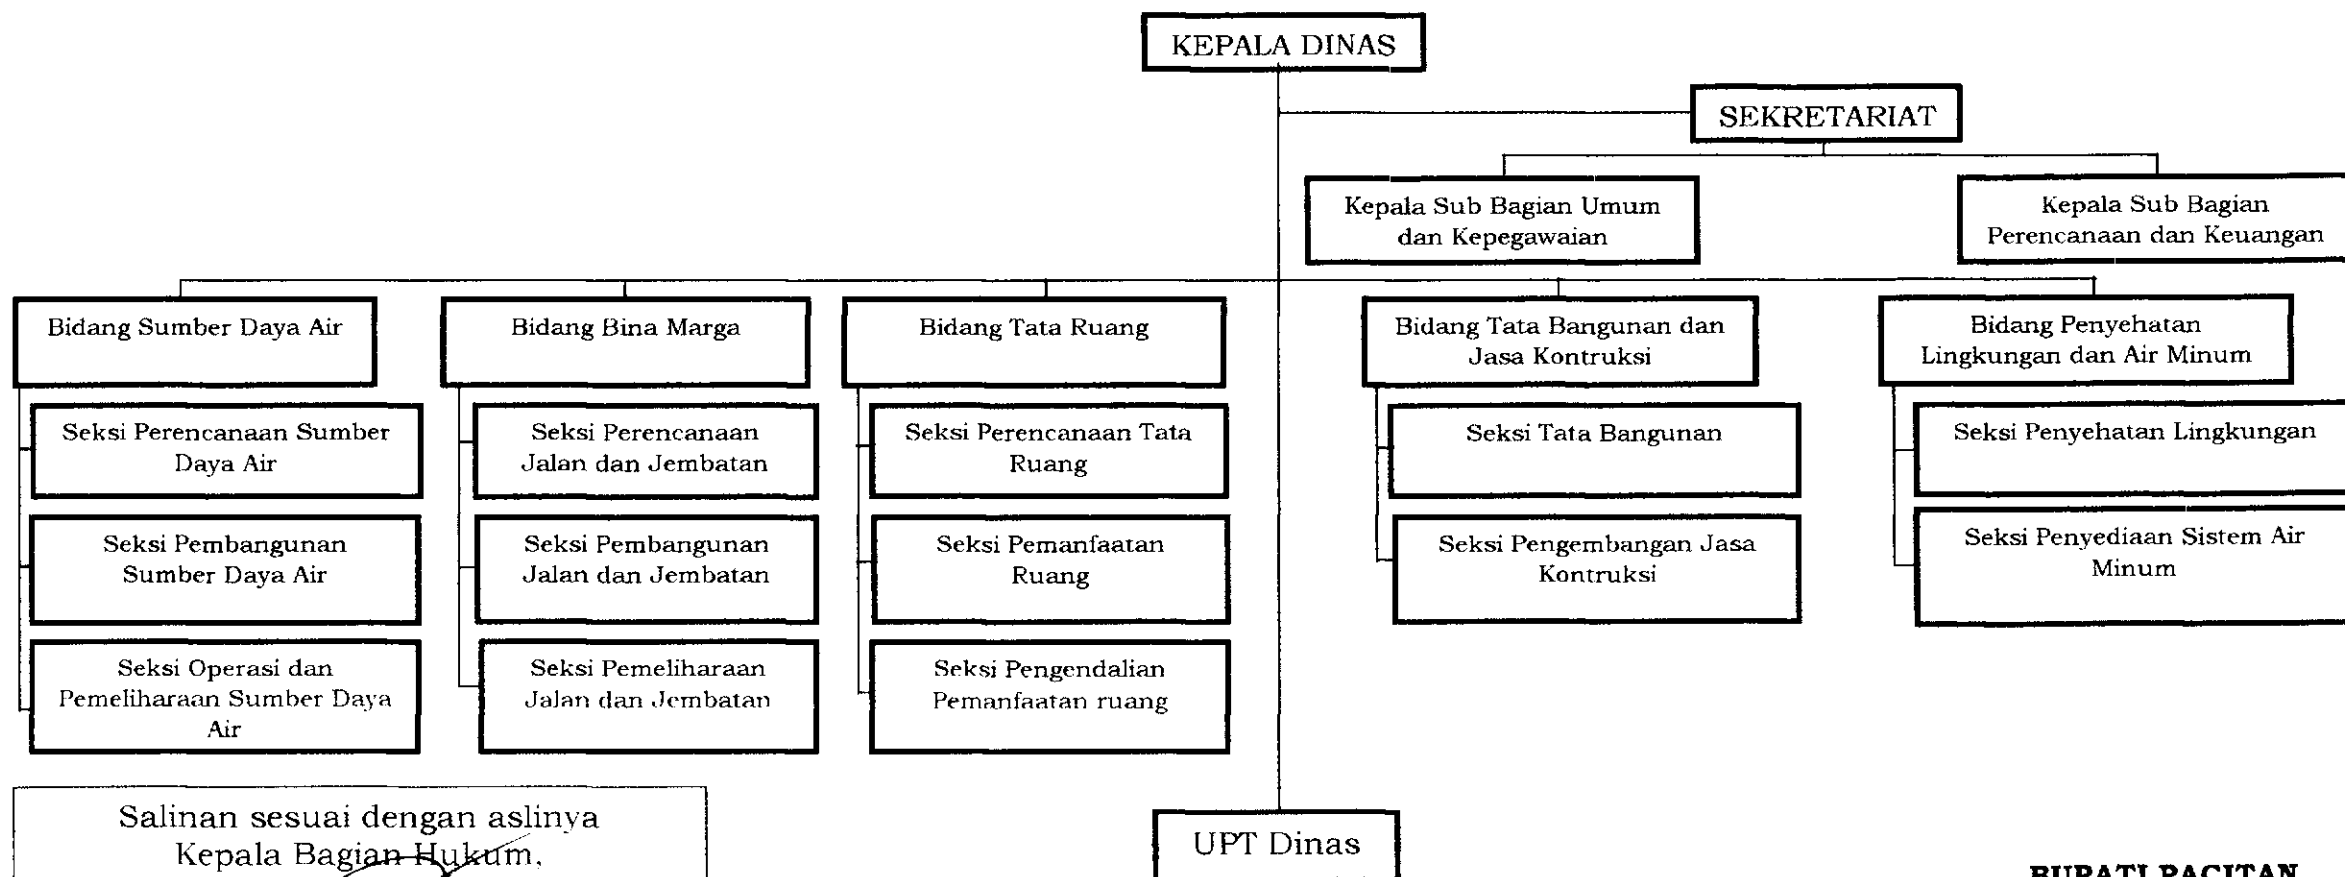 KEPALA DINAS
SEKRETARIAT
Kepala Sub Bagian Umum
dan Kepegawaian
Kepala Sub Bagian
Perencanaan dan Keuangan
Bidang Sumber Daya Air
Bidang Bina Marga
Bidang Tata Ruang
Bidang Tata Bangunan dan
Jasa Kontruksi
Bidang Penyehatan
Lingkungan dan Air Minum
Seksi Perencanaan Sumber
Daya Air
Seksi Perencanaan
Jalan dan Jembatan
Seksi Perencanaan Tata
Ruang
Seksi Tata Bangunan
Seksi Penyehatan Lingkungan
Seksi Pembangunan
Sumber Daya Air
Seksi Pembangunan
Jalan dan Jembatan
Seksi Pemanfaatan
Ruang
Seksi Pengembangan Jasa
Kontruksi
Seksi Penyediaan Sistem Air
Minum
Seksi Operasi dan
Pemeliharaan Sumber Daya
Air
Seksi Pemeliharaan
Jalan dan Jembatan
Seksi Pengendalian
Pemanfaatan ruang
Salinan sesuai dengan aslinya
Kepala Bagian Hukum,
UPT Dinas
BUPATI PACITAN